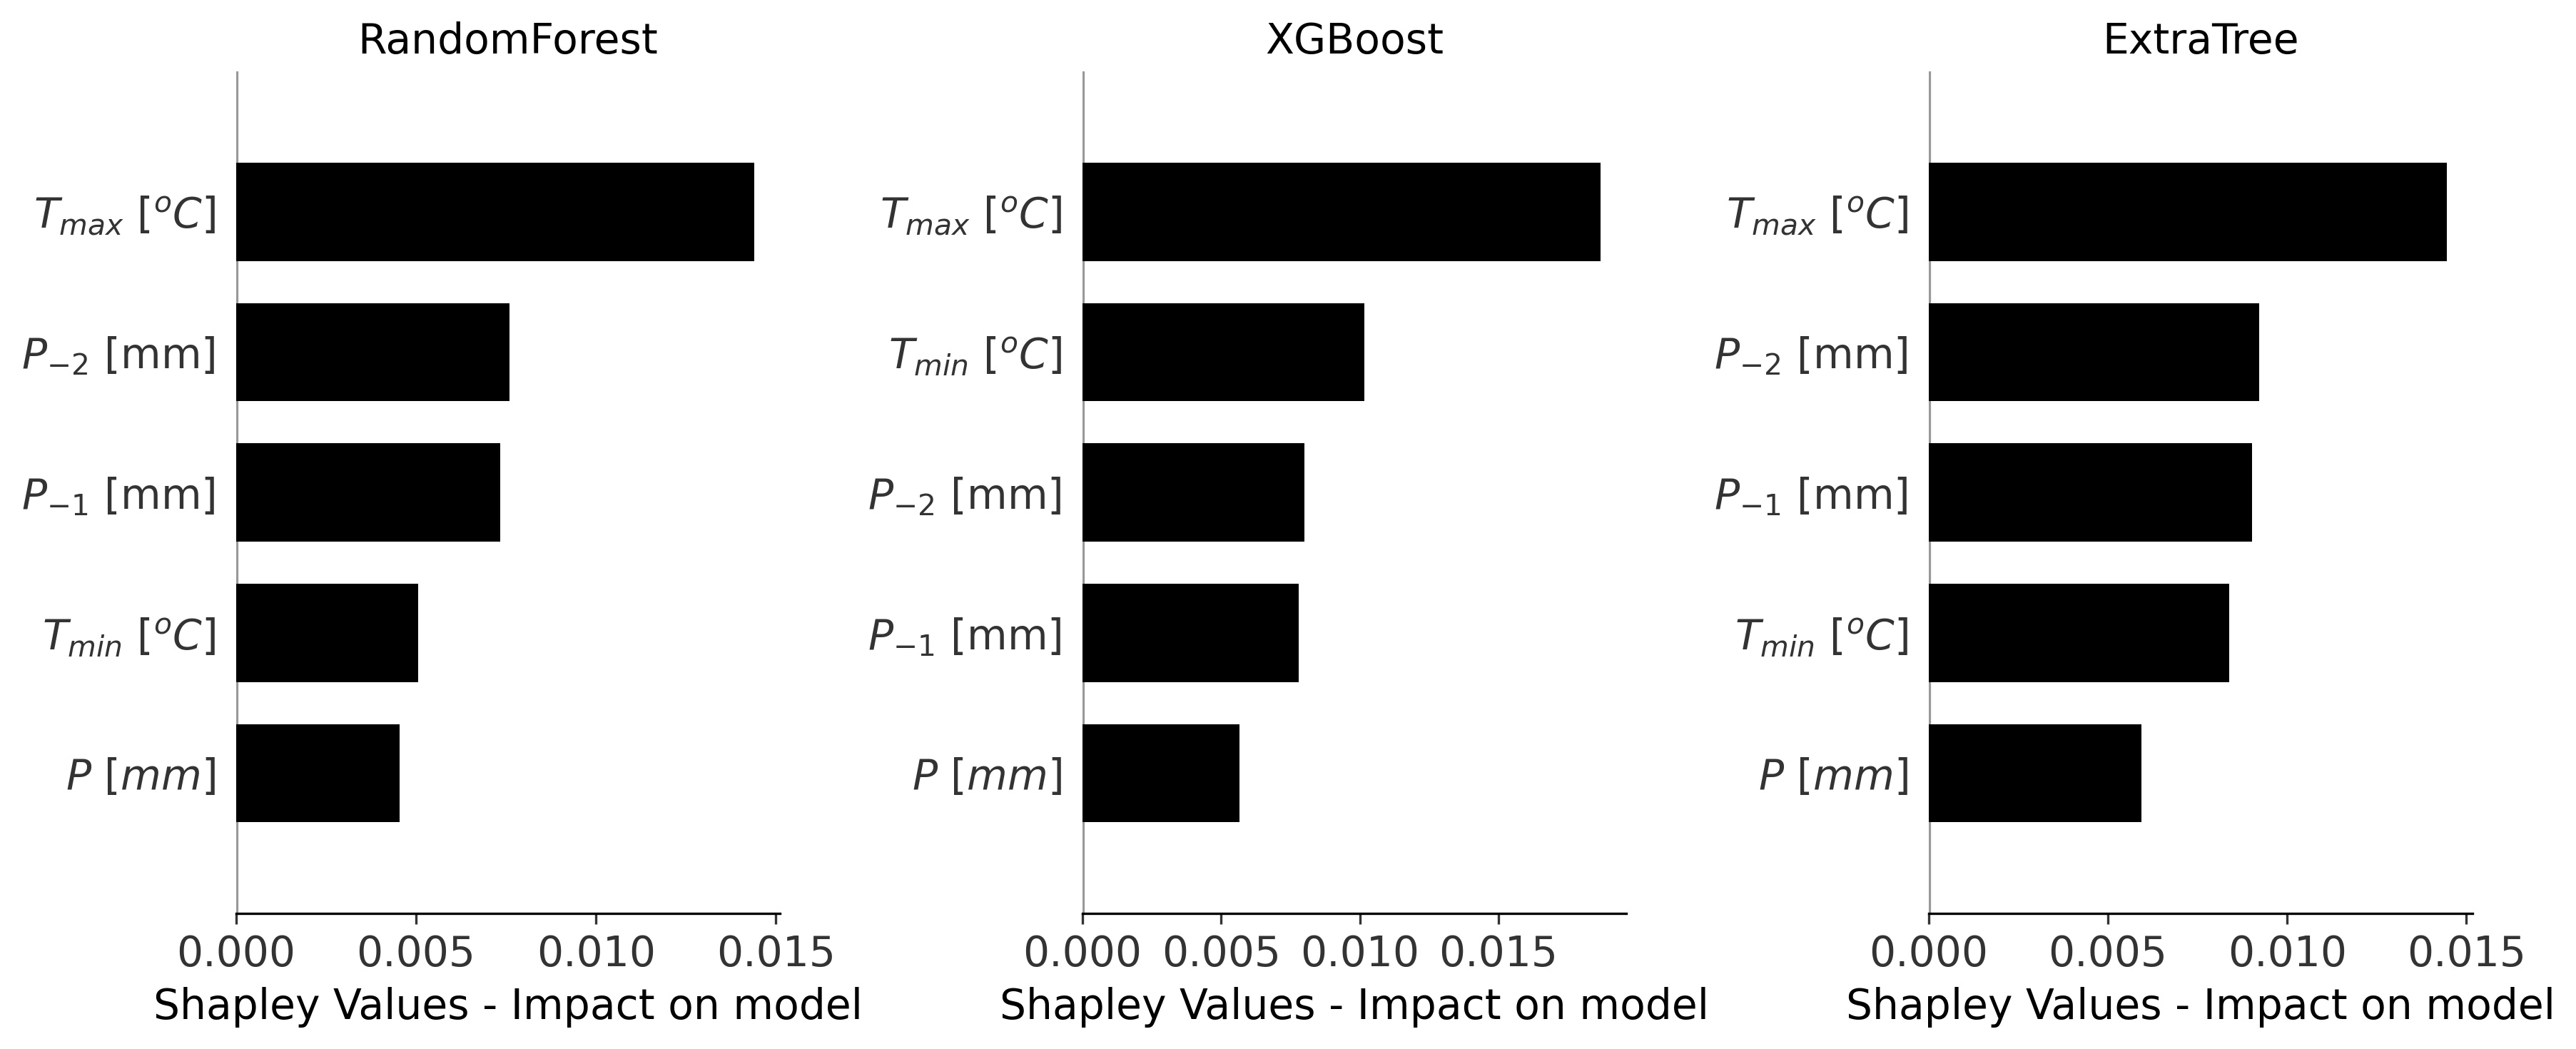 RandomForest
T_max [°C]
P_−2 [mm]
P_−1 [mm]
T_min [°C]
P [mm]
0.000 0.005 0.010 0.015
Shapley Values - Impact on model
XGBoost
T_max [°C]
T_min [°C]
P_−2 [mm]
P_−1 [mm]
P [mm]
0.000 0.005 0.010 0.015
Shapley Values - Impact on model
ExtraTree
T_max [°C]
P_−2 [mm]
P_−1 [mm]
T_min [°C]
P [mm]
0.000 0.005 0.010 0.015
Shapley Values - Impact on model